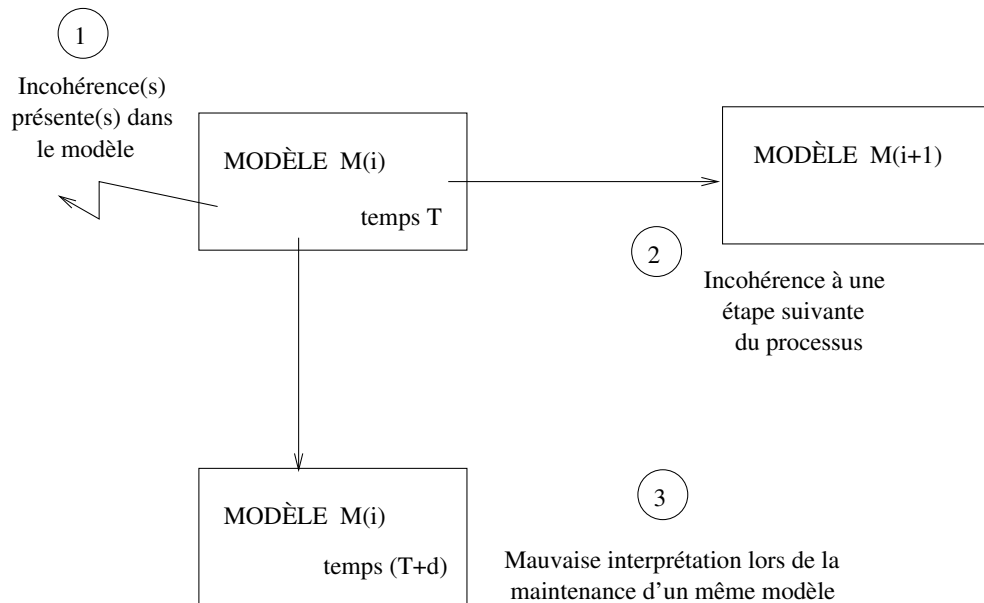 1
Incohérence(s)
présente(s) dans
le modèle
MODÈLE M(i)
temps T
MODÈLE M(i+1)
2
Incohérence à une
étape suivante
du processus
MODÈLE M(i)
temps (T+d)
3
Mauvaise interprétation lors de la
maintenance d'un même modèle